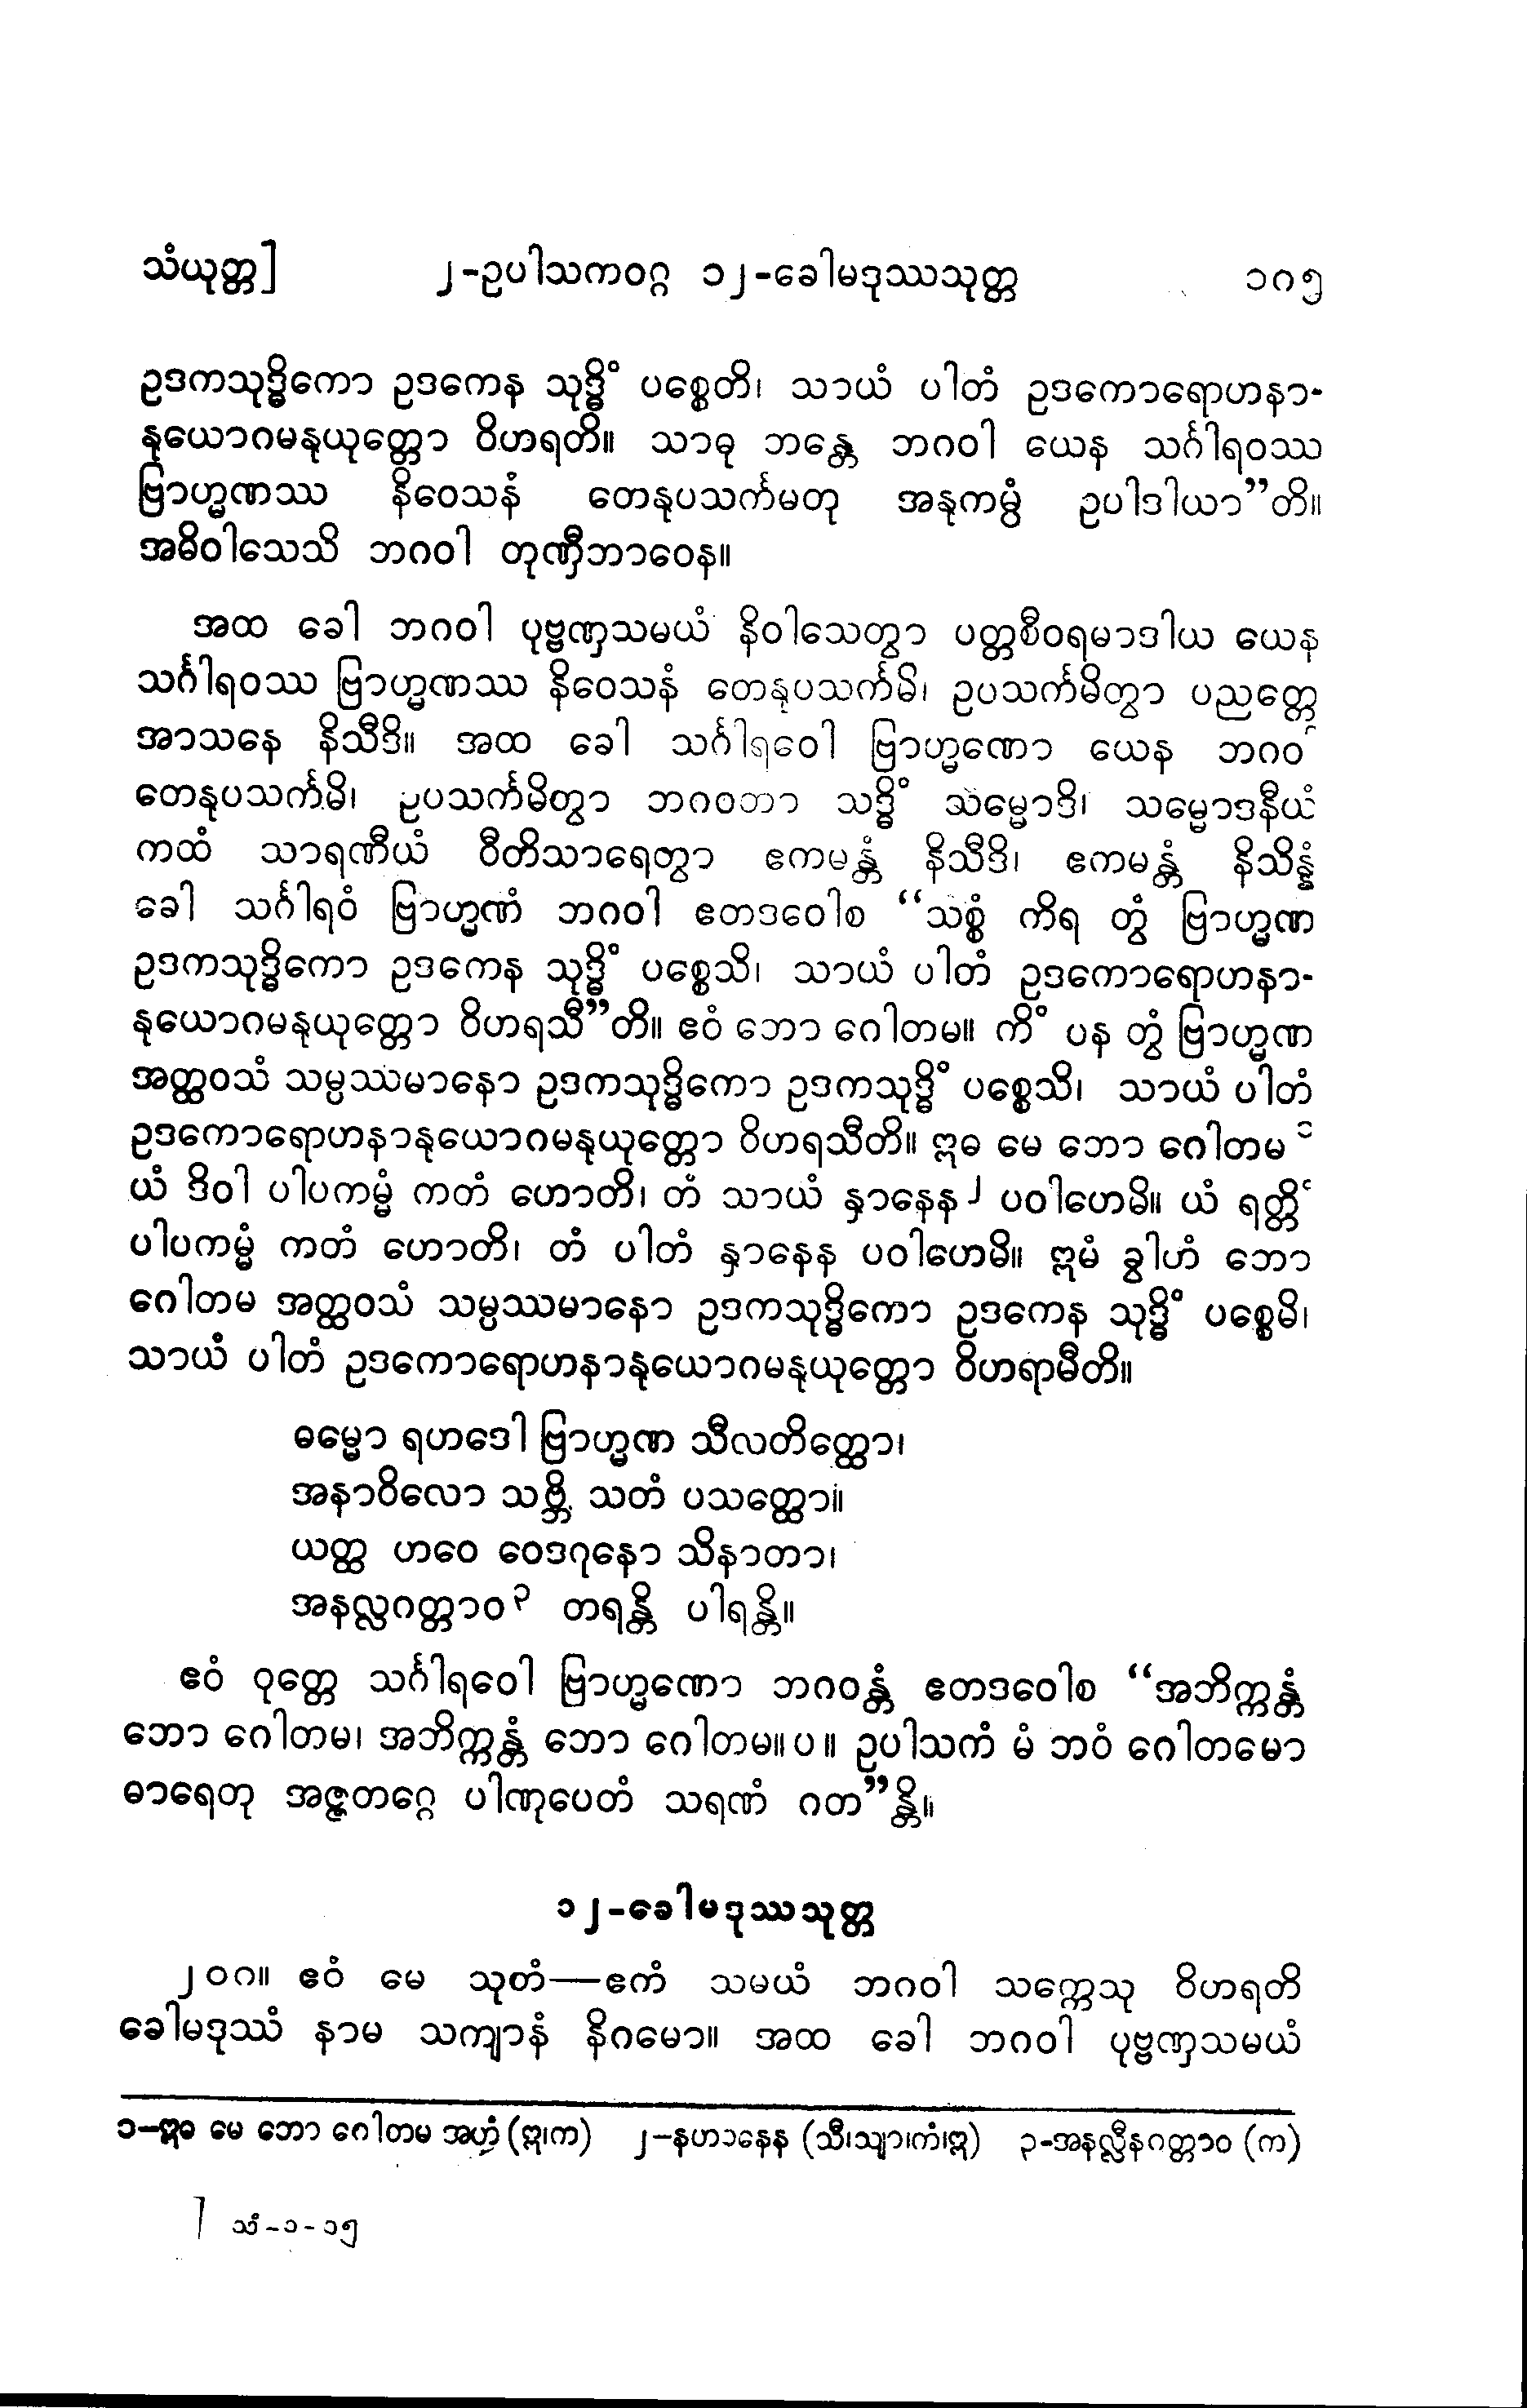 သံယုတ္တ] ၂-ဥပါသကဝဂ္ဂ ၁၂-ခေါမဒုဿသုတ္တ ၁ဂ၅
ဥဒကသုဒ္ဓိကော ဥဒကေန သုဒ္ဓိံ ပစ္စေတိ၊ သာယံ ပါတံ ဥဒကောရောဟနာ-
နုယောဂမနုယုတ္တော ဝိဟရတိ။ သာဓု ဘန္တေ ဘဂဝါ ယေန သင်္ဂါရဝဿ
ဗြာဟ္မဏဿ နိဝေသနံ တေနုပသင်္ကမတု အနုကမ္ပံ ဥပါဒါယာ”တိ။
အဓိဝါသေသိ ဘဂဝါ တုဏှီဘာဝေန။
အထ ခေါ ဘဂဝါ ပုဗ္ဗဏှသမယံ နိဝါသေတွာ ပတ္တစီဝရမာဒါယ ယေန
သင်္ဂါရဝဿ ဗြာဟ္မဏဿ နိဝေသနံ တေနုပသင်္ကမိ၊ ဥပသင်္ကမိတွာ ပညတ္တေ
အာသနေ နိသီဒိ။ အထ ခေါ သင်္ဂါရဝေါ ဗြာဟ္မဏော ယေန ဘဂဝါ
တေနုပသင်္ကမိ၊ ဥပသင်္ကမိတွာ ဘဂဝတာ သဒ္ဓိံ သမ္မောဒိ၊ သမ္မောဒနီယံ
ကထံ သာရဏီယံ ဝီတိသာရေတွာ ဧကမန္တံ နိသီဒိ၊ ဧကမန္တံ နိသိန္နံ
ခေါ သင်္ဂါရဝံ ဗြာဟ္မဏံ ဘဂဝါ ဧတဒဝေါစ “သစ္စံ ကိရ တွံ ဗြာဟ္မဏ
ဥဒကသုဒ္ဓိကော ဥဒကေန သုဒ္ဓိံ ပစ္စေသိ၊ သာယံ ပါတံ ဥဒကောရောဟနာ-
နုယောဂမနုယုတ္တော ဝိဟရသီ”တိ။ ဧဝံ ဘော ဂေါတမ။ ကိံ ပန တွံ ဗြာဟ္မဏ
အတ္ထဝသံ သမ္ပဿမာနော ဥဒကသုဒ္ဓိကော ဥဒကသုဒ္ဓိံ ပစ္စေသိ၊ သာယံ ပါတံ
ဥဒကောရောဟနာနုယောဂမနုယုတ္တော ဝိဟရသီတိ။ ဣဓ မေ ဘော ဂေါတမ ၁
ယံ ဒိဝါ ပါပကမ္မံ ကတံ ဟောတိ၊ တံ သာယံ နှာနေန ၂ ပဝါဟေမိ။ ယံ ရတ္တိံ
ပါပကမ္မံ ကတံ ဟောတိ၊ တံ ပါတံ နှာနေန ပဝါဟေမိ။ ဣမံ ခွါဟံ ဘော
ဂေါတမ အတ္ထဝသံ သမ္ပဿမာနော ဥဒကသုဒ္ဓိကော ဥဒကေန သုဒ္ဓိံ ပစ္စေမိ၊
သာယံ ပါတံ ဥဒကောရောဟနာနုယောဂမနုယုတ္တော ဝိဟရာမီတိ။
ဓမ္မော ရဟဒေါ ဗြာဟ္မဏ သီလတိတ္ထော၊
အနာဝိလော သဗ္ဘိ သတံ ပသတ္ထော။
ယတ္ထ ဟဝေ ဝေဒဂုနော သိနာတာ၊
အနလ္လဂတ္တာဝ ၃ တရန္တိ ပါရန္တိ။
ဧဝံ ဝုတ္တေ သင်္ဂါရဝေါ ဗြာဟ္မဏော ဘဂဝန္တံ ဧတဒဝေါစ “အဘိက္ကန္တံ
ဘော ဂေါတမ၊ အဘိက္ကန္တံ ဘော ဂေါတမ။ ပ ။ ဥပါသကံ မံ ဘဝံ ဂေါတမော
ဓာရေတု အဇ္ဇတဂ္ဂေ ပါဏုပေတံ သရဏံ ဂတ”န္တိ။
၁၂-ခေါမဒုဿသုတ္တ
၂၀ဂ။ ဧဝံ မေ သုတံ—ဧကံ သမယံ ဘဂဝါ သက္ကေသု ဝိဟရတိ
ခေါမဒုဿံ နာမ သကျာနံ နိဂမော။ အထ ခေါ ဘဂဝါ ပုဗ္ဗဏှသမယံ
၁−ဣဓ မေ ဘော ဂေါတမ အဟံ (ဣ၊က) ၂−နဟာနေန (သီ၊သျာ၊ကံ၊ဣ) ၃-အနလ္လီနဂတ္တာဝ (က)
သံ-၁-၁၅